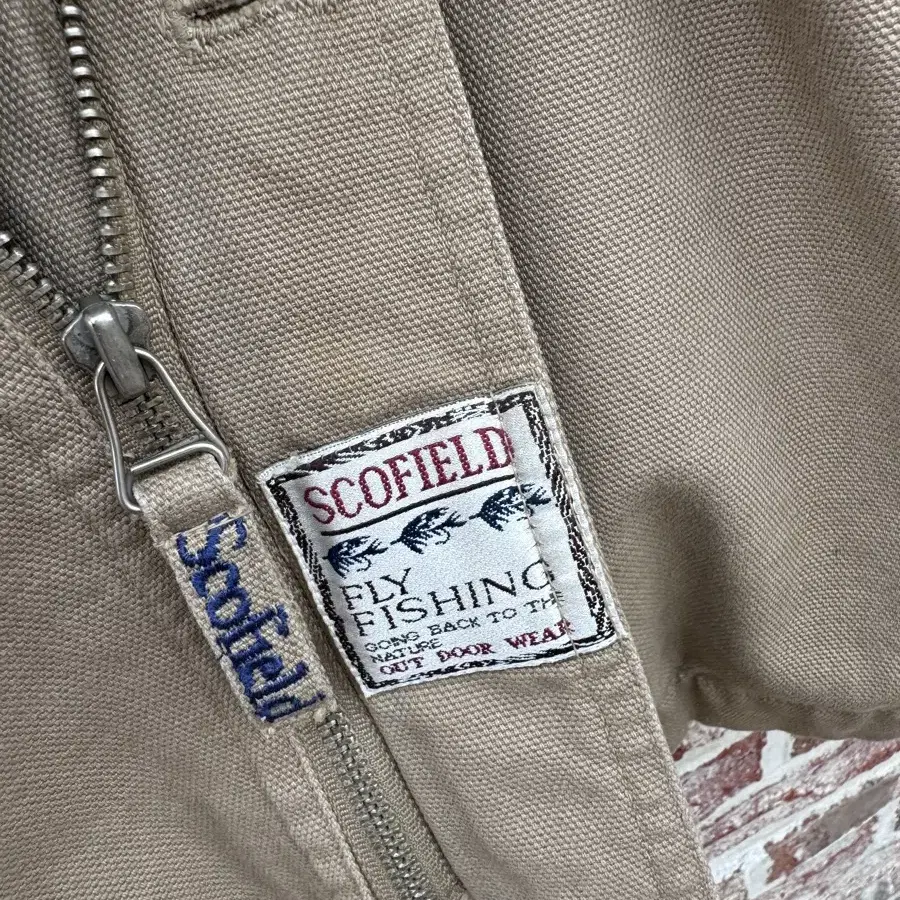 SCOFIELD
FLY
FISHING
GOING BACK TO THE
NATURE
OUT DOOR WEAR
Scofield